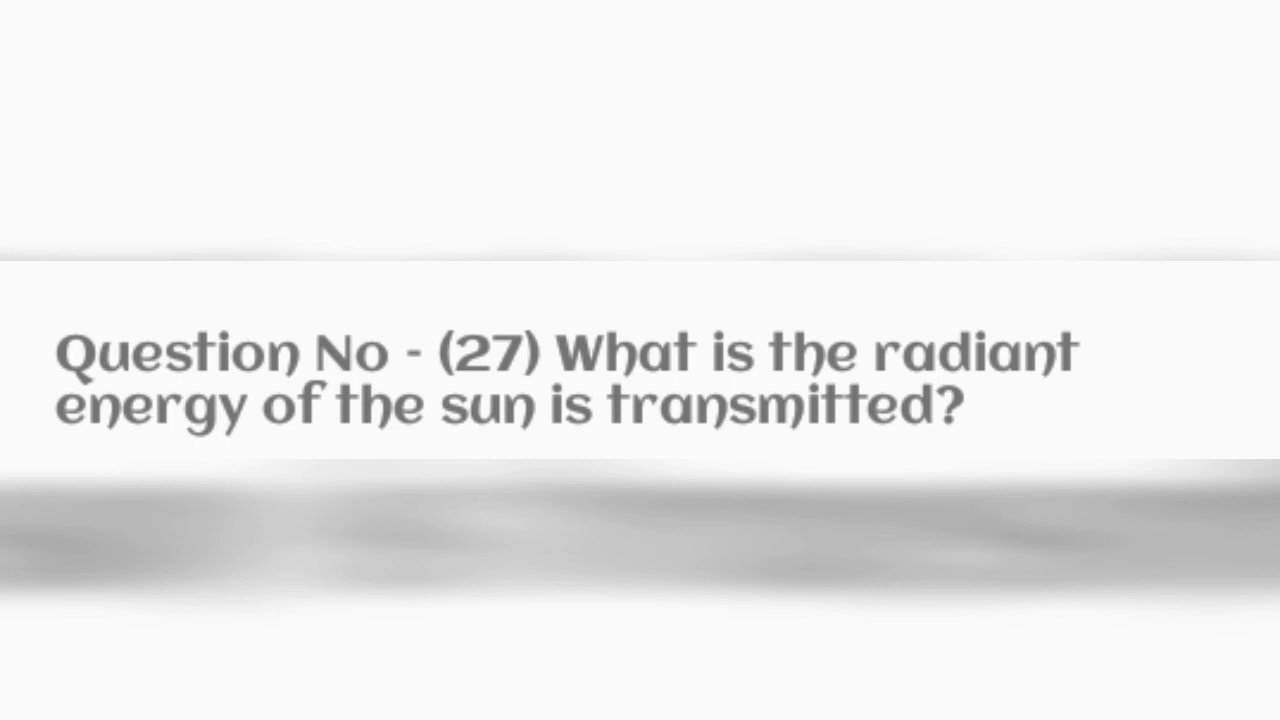 Question No - (27) What is the radiant
energy of the sun is transmitted?